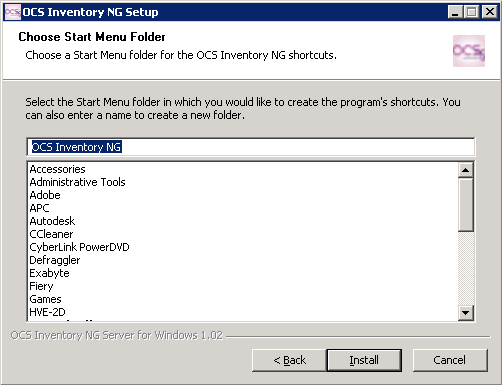 OCS Inventory NG Setup
Choose Start Menu Folder
Choose a Start Menu folder for the OCS Inventory NG shortcuts.
OCS
Select the Start Menu folder in which you would like to create the program's shortcuts. You
can also enter a name to create a new folder.
OCS Inventory NG
Accessories
Administrative Tools
Adobe
APC
Autodesk
CCleaner
CyberLink PowerDVD
Defraggler
Exabyte
Fiery
Games
HVE-2D
OCS Inventory NG Server for Windows 1.02
< Back
Install
Cancel